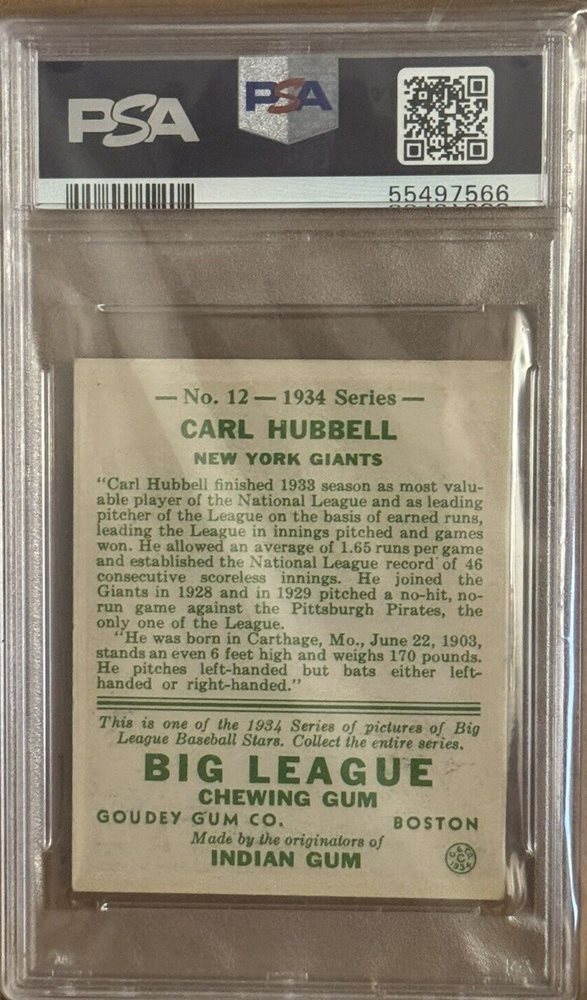 PSA
PSA
55497566
— No. 12 — 1934 Series —
CARL HUBBELL
NEW YORK GIANTS
"Carl Hubbell finished 1933 season as most valu-
able player of the National League and as leading
pitcher of the League on the basis of earned runs,
leading the League in innings pitched and games
won. He allowed an average of 1.65 runs per game
and established the National League record of 46
consecutive scoreless innings. He joined the
Giants in 1928 and in 1929 pitched a no-hit, no-
run game against the Pittsburgh Pirates, the
only one of the League.
"He was born in Carthage, Mo., June 22, 1903,
stands an even 6 feet high and weighs 170 pounds.
He pitches left-handed but bats either left-
handed or right-handed."
This is one of the 1934 Series of pictures of Big
League Baseball Stars. Collect the entire series.
BIG LEAGUE
CHEWING GUM
GOUDEY GUM CO. BOSTON
Made by the originators of
INDIAN GUM
C
1934